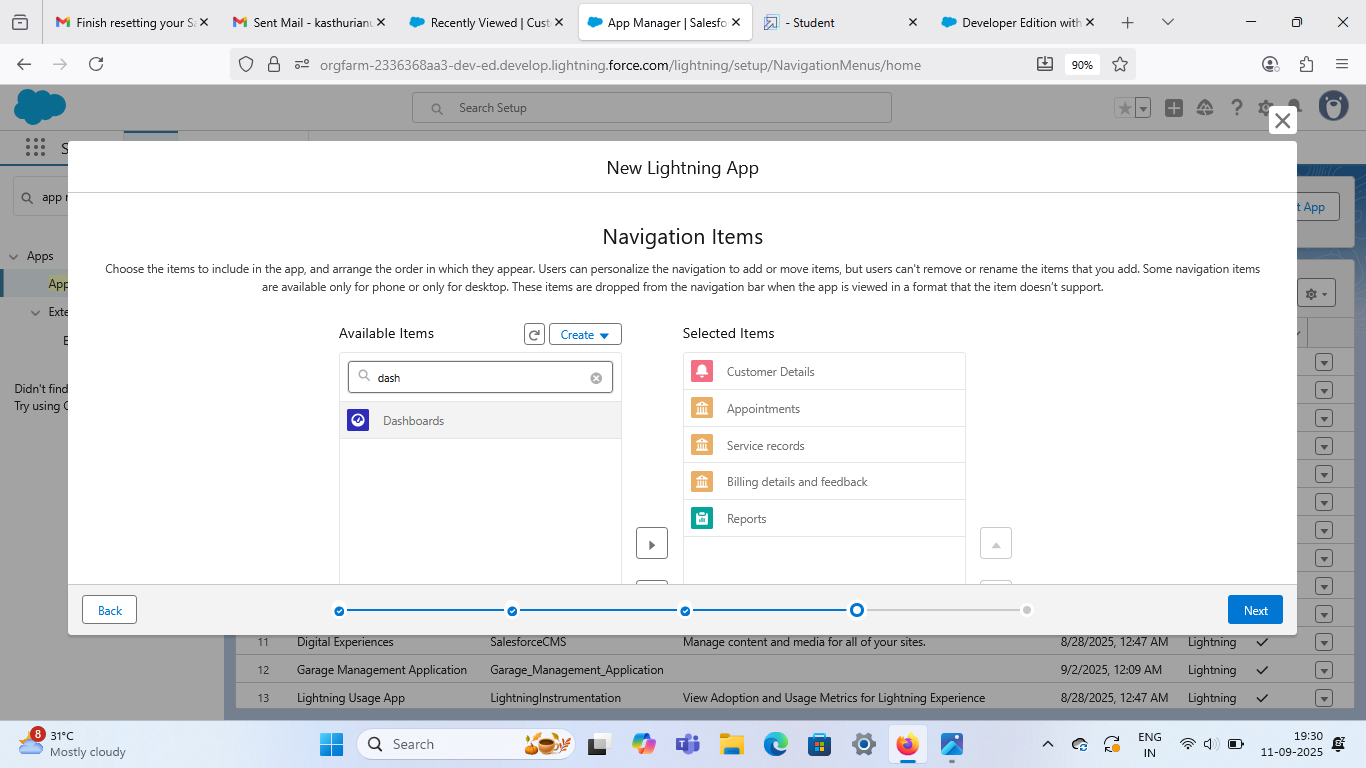 Finish resetting your Sa
Sent Mail - kasthurianu
Recently Viewed | Cust
App Manager | Salesfo
- Student
Developer Edition with
orgfarm-2336368aa3-dev-ed.develop.lightning.force.com/lightning/setup/NavigationMenus/home
90%
Search Setup
S
New Lightning App
app
t App
Navigation Items
Choose the items to include in the app, and arrange the order in which they appear. Users can personalize the navigation to add or move items, but users can't remove or rename the items that you add. Some navigation items
are available only for phone or only for desktop. These items are dropped from the navigation bar when the app is viewed in a format that the item doesn't support.
Apps
App
Exte
E
Didn't find
Try using
Available Items
Create
Selected Items
dash
Dashboards
Customer Details
Appointments
Service records
Billing details and feedback
Reports
Back
Next
11 Digital Experiences SalesforceCMS Manage content and media for all of your sites. 8/28/2025, 12:47 AM Lightning
12 Garage Management Application Garage_Management_Application 9/2/2025, 12:09 AM Lightning
13 Lightning Usage App LightningInstrumentation View Adoption and Usage Metrics for Lightning Experience 8/28/2025, 12:47 AM Lightning
8
31°C
Mostly cloudy
Search
ENG
IN
19:30
11-09-2025